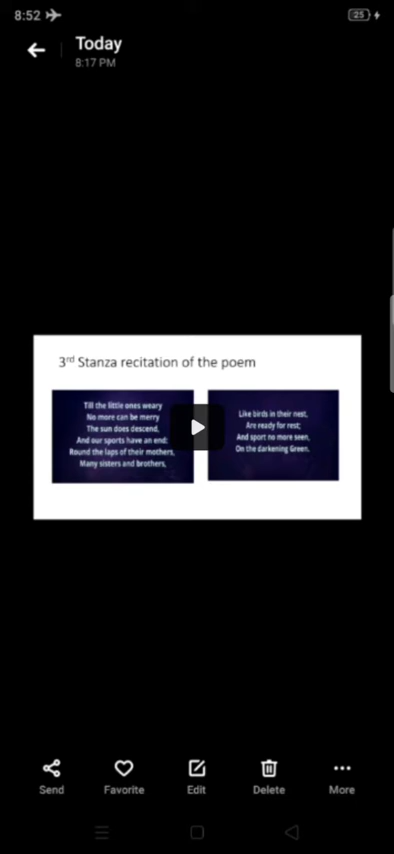 8:52
25
Today
8:17 PM
3rd Stanza recitation of the poem
Till the little ones weary
No more can be merry
The sun does descend,
And our sports have an end:
Round the laps of their mothers,
Many sisters and brothers,
Like birds in their nest,
Are ready for rest;
And sport no more seen,
On the darkening Green.
Send
Favorite
Edit
Delete
More